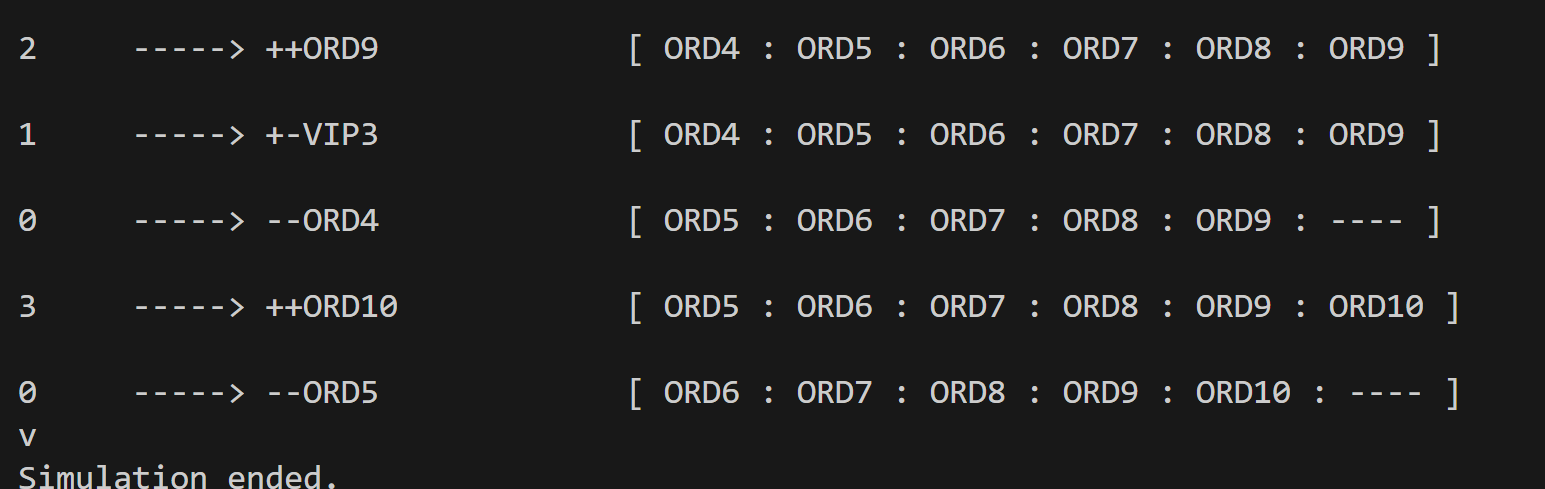 2     -----> ++ORD9             [ ORD4 : ORD5 : ORD6 : ORD7 : ORD8 : ORD9 ]
1     -----> +-VIP3             [ ORD4 : ORD5 : ORD6 : ORD7 : ORD8 : ORD9 ]
0     -----> --ORD4             [ ORD5 : ORD6 : ORD7 : ORD8 : ORD9 : ---- ]
3     -----> ++ORD10            [ ORD5 : ORD6 : ORD7 : ORD8 : ORD9 : ORD10 ]
0     -----> --ORD5             [ ORD6 : ORD7 : ORD8 : ORD9 : ORD10 : ---- ]
v
Simulation ended.